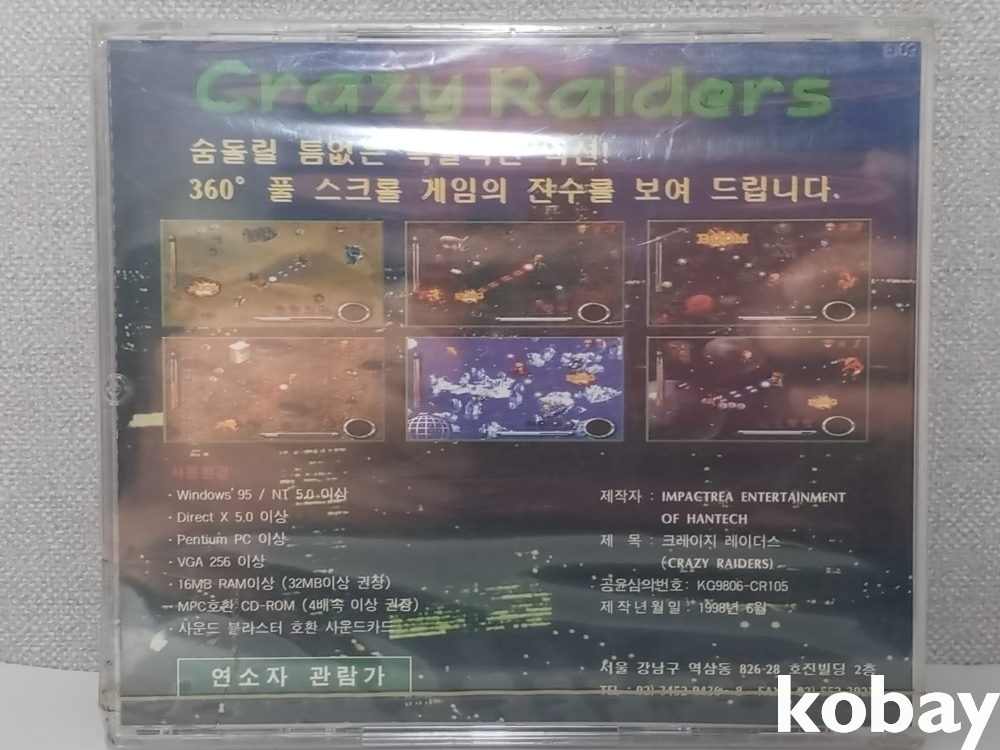 Crazy Raiders
숨돌릴 틈없는
360° 풀 스크롤 게임의 진수를 보여 드립니다.
BOOM
사용환경
· Windows 95 / NT 5.0 이상
· Direct X 5.0 이상
· Pentium PC 이상
· VGA 256 이상
· 16MB RAM이상 (32MB이상 권장)
· MPC호환 CD-ROM (4배속 이상 권장)
· 사운드 블라스터 호환 사운드카드
연소자 관람가
제작자 : IMPACTREA ENTERTAINMENT
OF HANTECH
제 목 : 크레이지 레이더스
(CRAZY RAIDERS)
공윤심의번호 : KG9806-CR105
제작년월일 : 1998년 6월
서울 강남구 역삼동 826-28 호진빌딩 2층
TEL : 02)
kobay